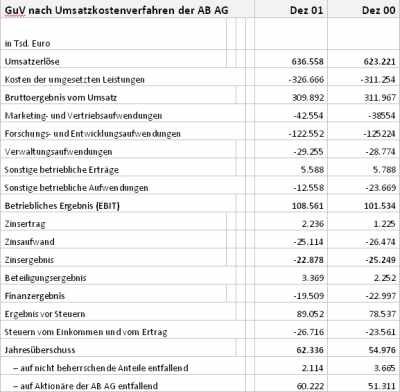 GuV nach Umsatzkostenverfahren der AB AG Dez 01 Dez 00
in Tsd. Euro
Umsatzerlöse 636.558 623.221
Kosten der umgesetzten Leistungen -326.666 -311.254
Bruttoergebnis vom Umsatz 309.892 311.967
Marketing- und Vertriebsaufwendungen -42.554 -38554
Forschungs- und Entwicklungsaufwendungen -122.552 -125224
Verwaltungsaufwendungen -29.255 -28.774
Sonstige betriebliche Erträge 5.588 5.788
Sonstige betriebliche Aufwendungen -12.558 -23.669
Betriebliches Ergebnis (EBIT) 108.561 101.534
Zinsertrag 2.236 1.225
Zinsaufwand -25.114 -26.474
Zinsergebnis -22.878 -25.249
Beteiligungsergebnis 3.369 2.252
Finanzergebnis -19.509 -22.997
Ergebnis vor Steuern 89.052 78.537
Steuern vom Einkommen und vom Ertrag -26.716 -23.561
Jahresüberschuss 62.336 54.976
– auf nicht beherrschende Anteile entfallend 2.114 3.665
– auf Aktionäre der AB AG entfallend 60.222 51.311